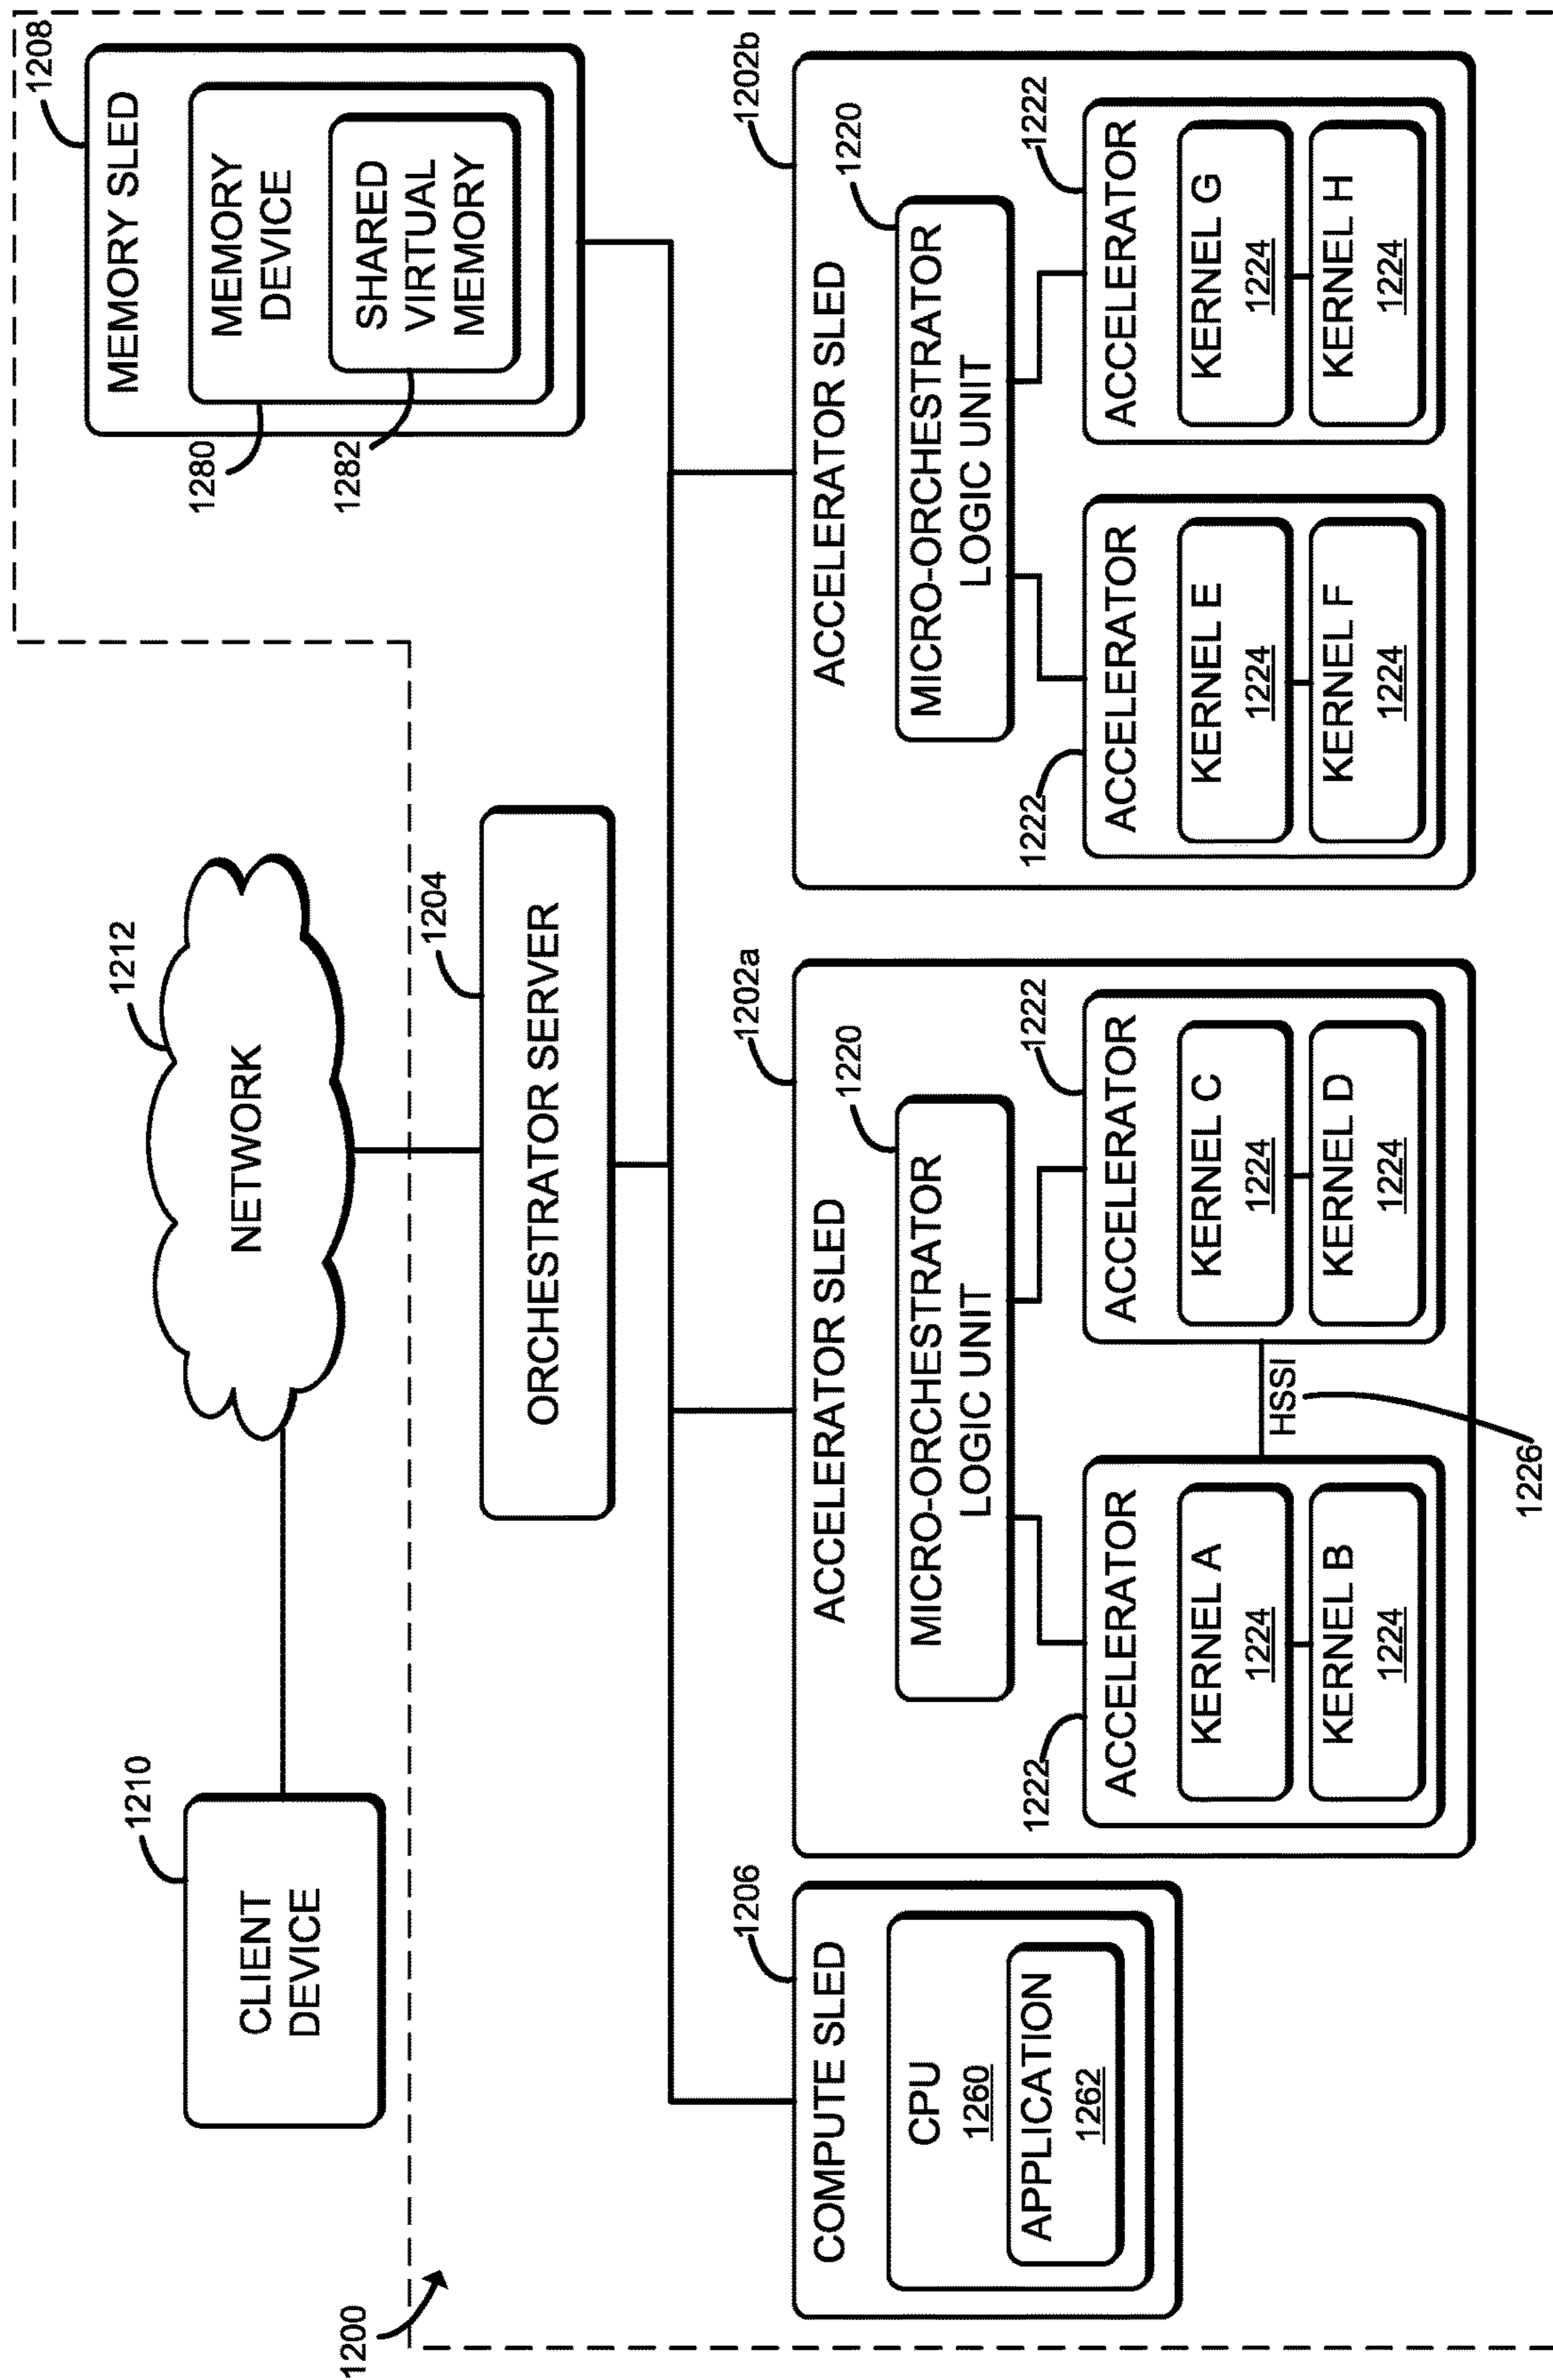 1200
CLIENT
DEVICE
1210
NETWORK
1212
MEMORY SLED
1208
MEMORY
DEVICE
1280
SHARED
VIRTUAL
MEMORY
1282
ORCHESTRATOR SERVER
1204
COMPUTE SLED
1206
CPU
1260
APPLICATION
1262
ACCELERATOR SLED
1202a
MICRO-ORCHESTRATOR
LOGIC UNIT
1220
ACCELERATOR
1222
KERNEL A
1224
KERNEL B
1224
HSSI
1226
ACCELERATOR
1222
KERNEL C
1224
KERNEL D
1224
ACCELERATOR SLED
1202b
MICRO-ORCHESTRATOR
LOGIC UNIT
1220
ACCELERATOR
1222
KERNEL E
1224
KERNEL F
1224
ACCELERATOR
1222
KERNEL G
1224
KERNEL H
1224